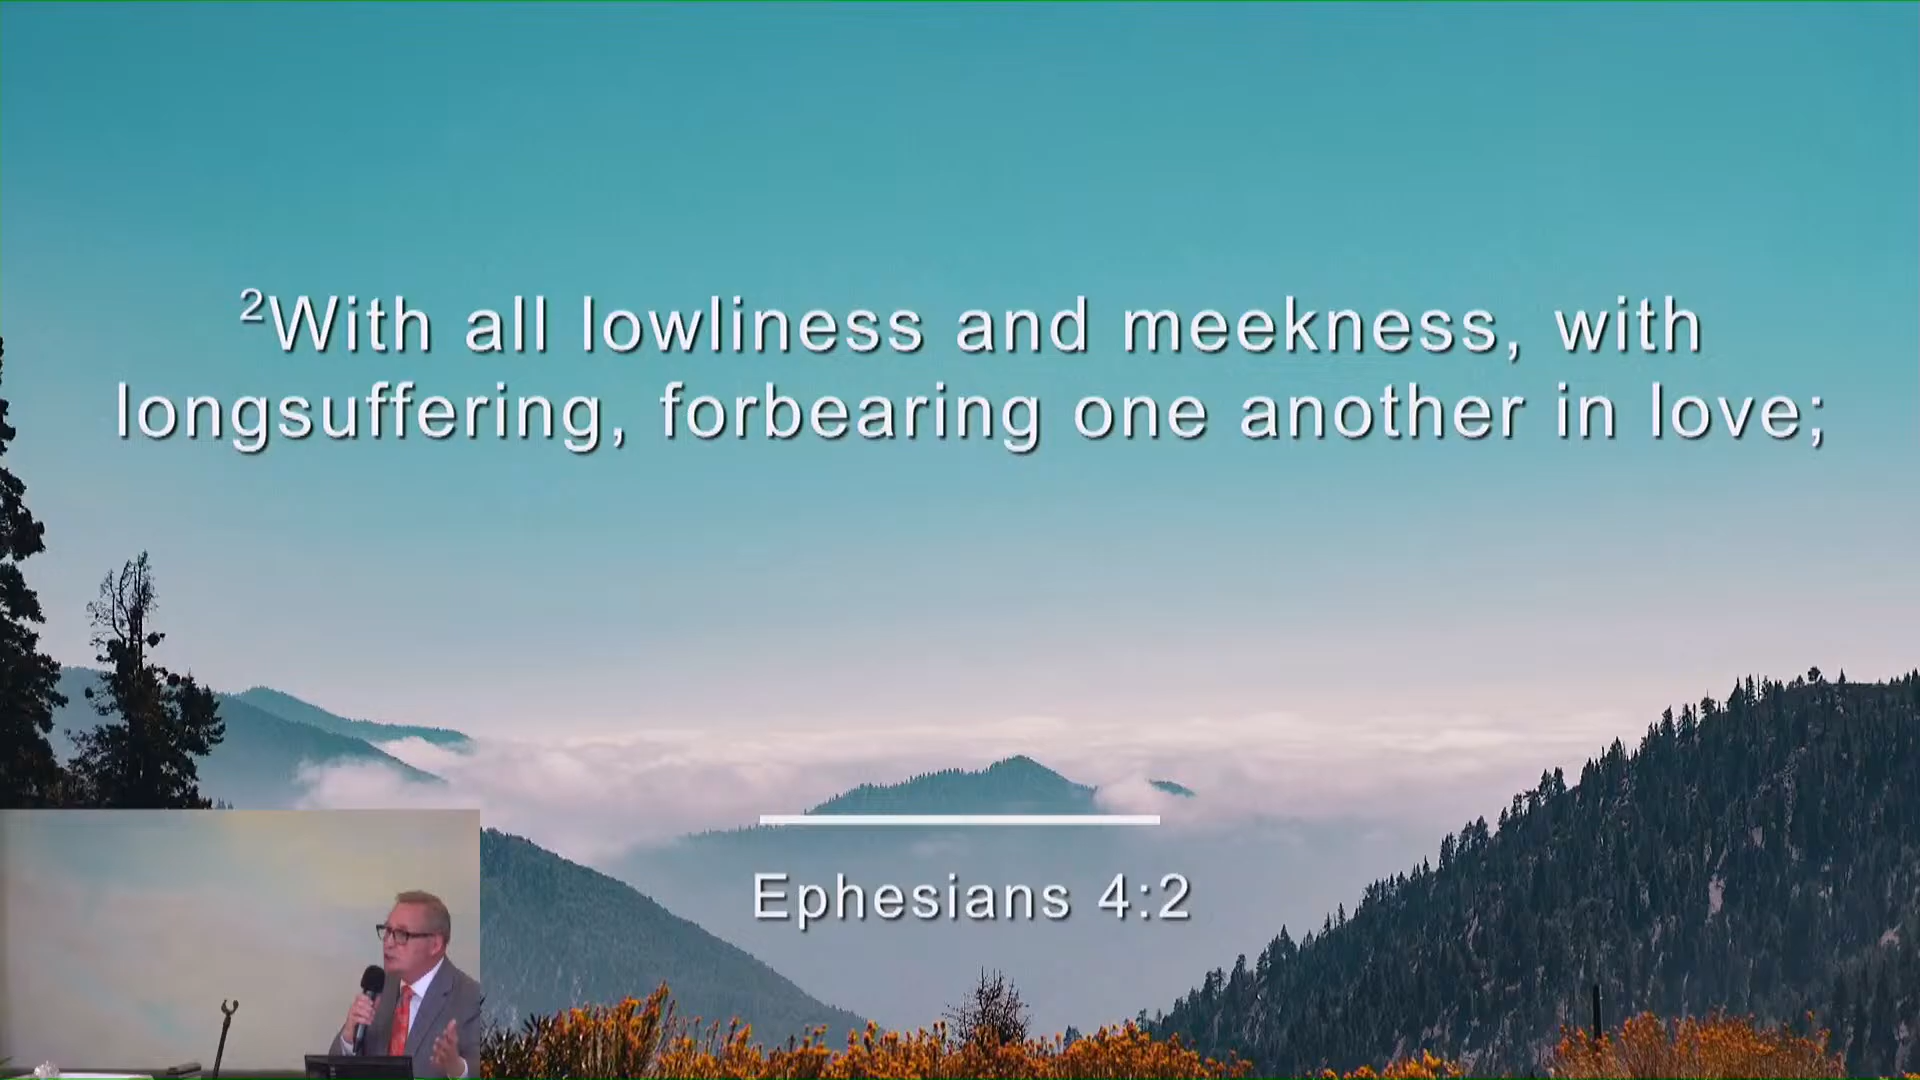 ²With all lowliness and meekness, with
longsuffering, forbearing one another in love;
Ephesians 4:2